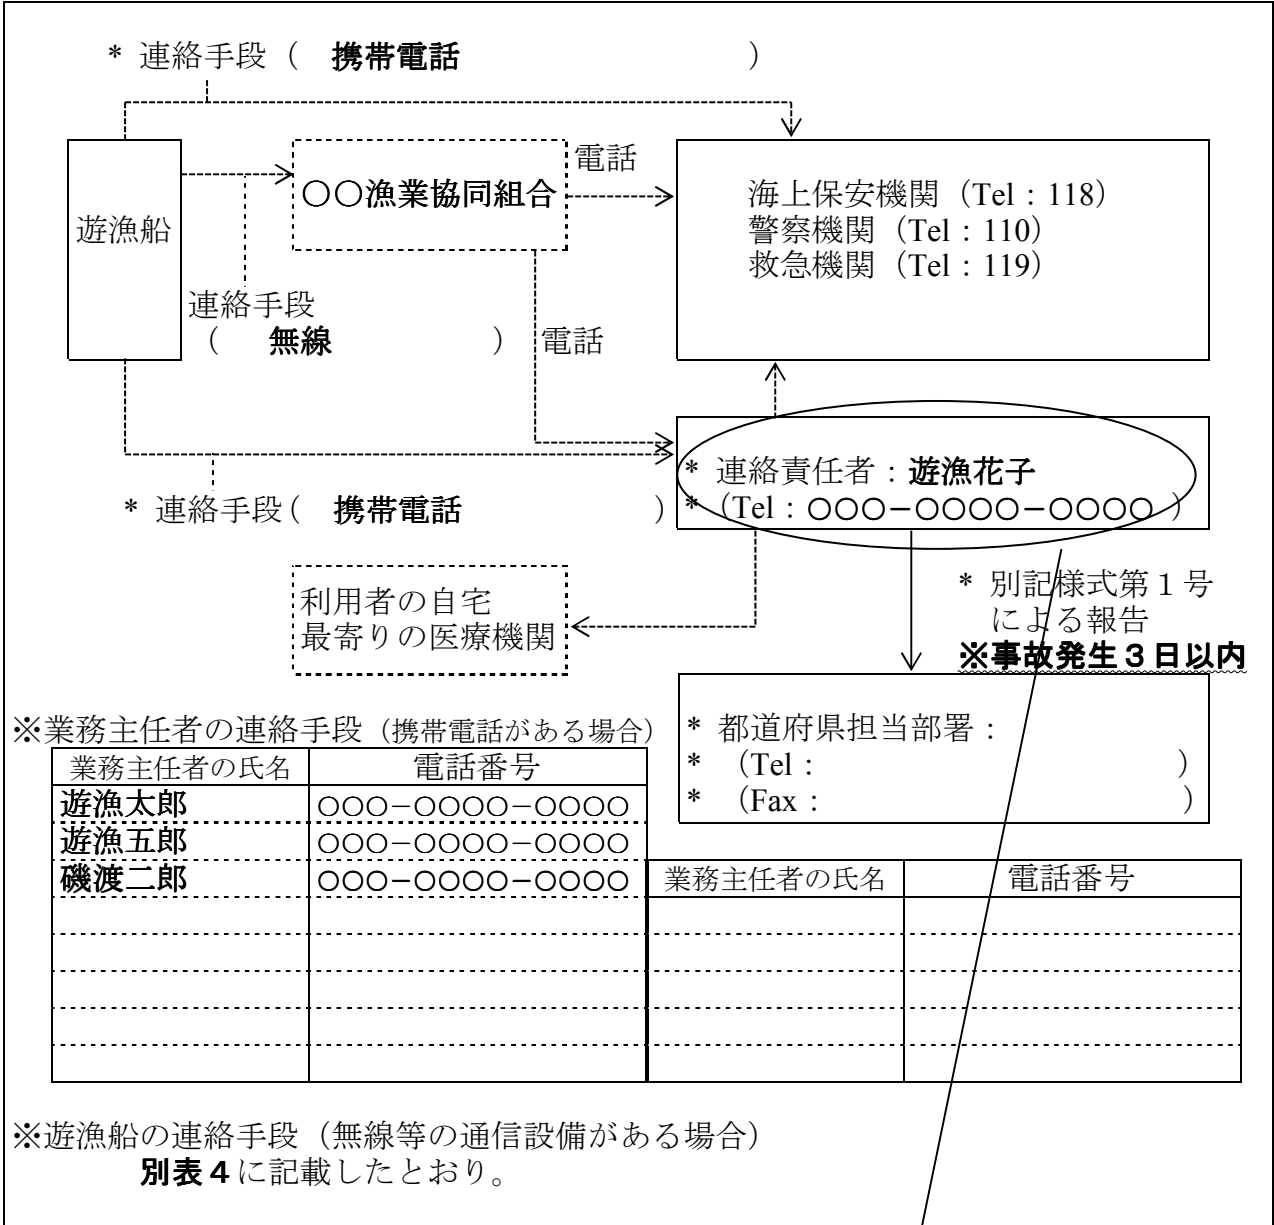 * 連絡手段（ 携帯電話 ）
遊漁船
〇〇漁業協同組合
電話
海上保安機関（Tel：118）
警察機関（Tel：110）
救急機関（Tel：119）
連絡手段
（ 無線 ）
電話
* 連絡責任者：遊漁花子
*（Tel：〇〇〇－〇〇〇〇－〇〇〇〇）
* 連絡手段（ 携帯電話 ）
利用者の自宅
最寄りの医療機関
* 別記様式第１号
による報告
※事故発生３日以内
* 都道府県担当部署：
* （Tel： ）
* （Fax： ）
※業務主任者の連絡手段（携帯電話がある場合）
業務主任者の氏名 電話番号
遊漁太郎 〇〇〇－〇〇〇〇－〇〇〇〇
遊漁五郎 〇〇〇－〇〇〇〇－〇〇〇〇
磯渡二郎 〇〇〇－〇〇〇〇－〇〇〇〇
業務主任者の氏名 電話番号
※遊漁船の連絡手段（無線等の通信設備がある場合）
別表４に記載したとおり。